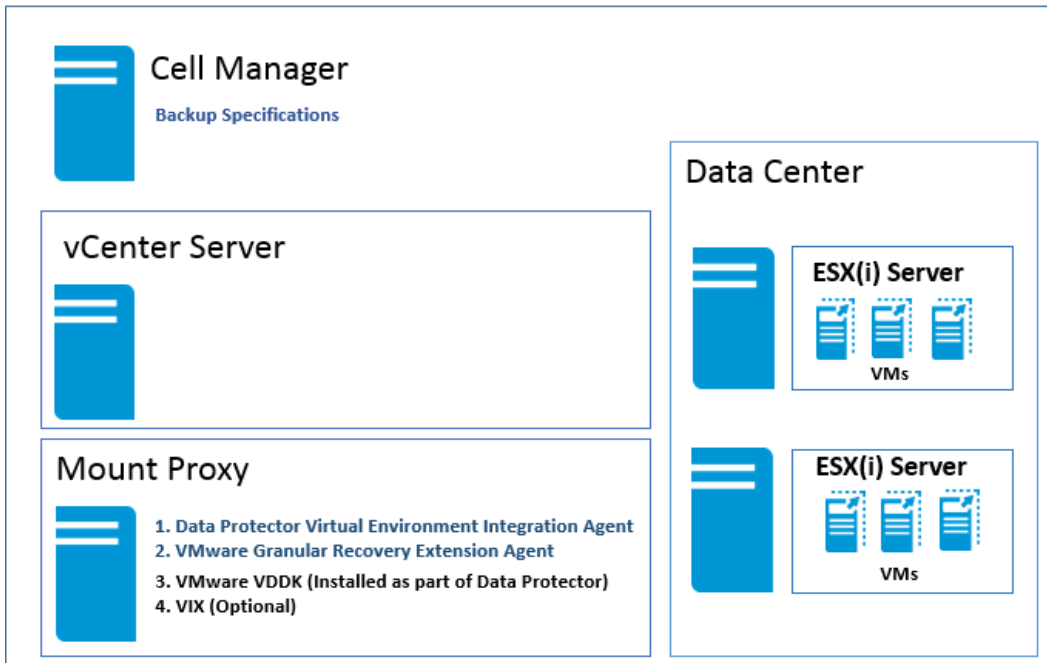 Cell Manager
Backup Specifications
vCenter Server
Mount Proxy
1. Data Protector Virtual Environment Integration Agent
2. VMware Granular Recovery Extension Agent
3. VMware VDDK (Installed as part of Data Protector)
4. VIX (Optional)
Data Center
ESX(i) Server
VMs
ESX(i) Server
VMs